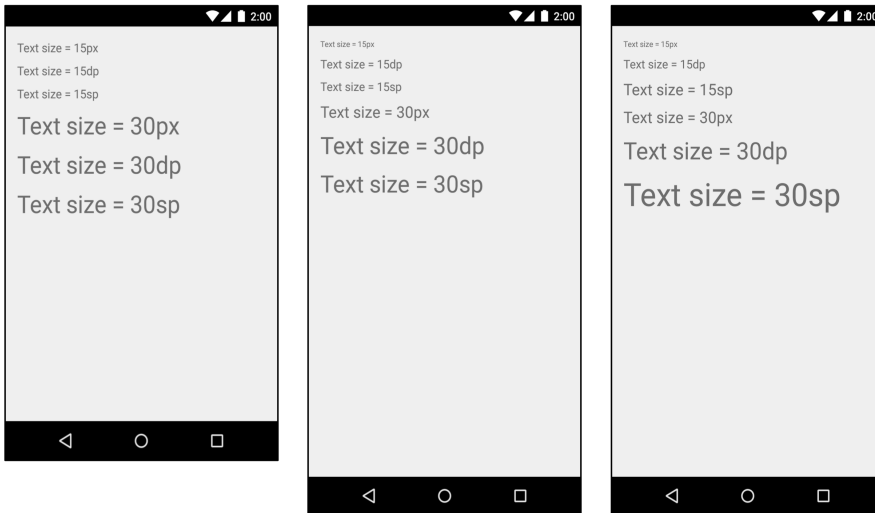 2:00
Text size = 15px
Text size = 15dp
Text size = 15sp
Text size = 30px
Text size = 30dp
Text size = 30sp
2:00
Text size = 15px
Text size = 15dp
Text size = 15sp
Text size = 30px
Text size = 30dp
Text size = 30sp
2:00
Text size = 15px
Text size = 15dp
Text size = 15sp
Text size = 30px
Text size = 30dp
Text size = 30sp